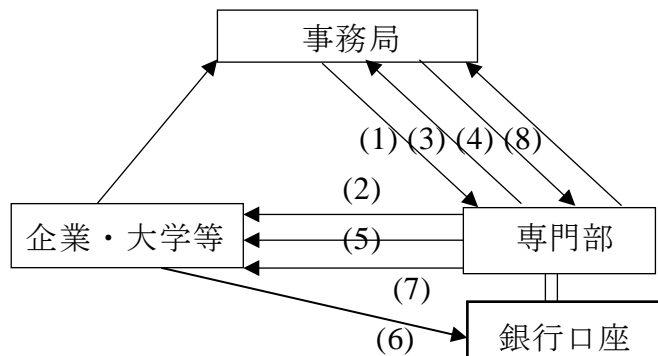 事務局
(1) (3) (4) (8)
(2)
企業・大学等
(5)
専門部
(7)
(6)
銀行口座